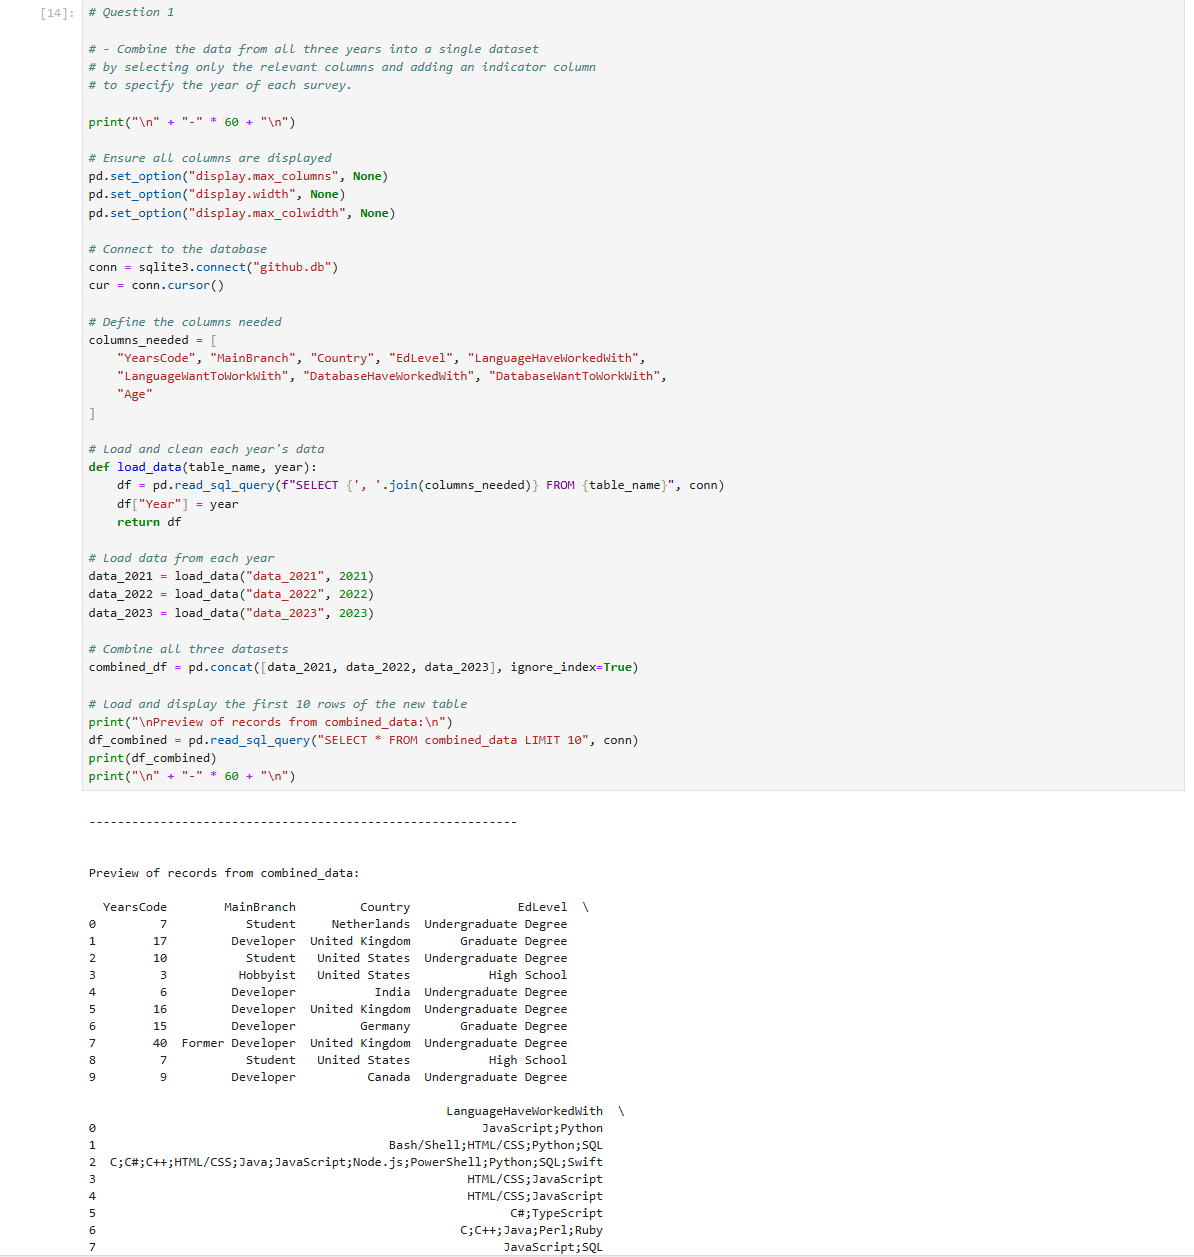 [14]: # Question 1
# - Combine the data from all three years into a single dataset
# by selecting only the relevant columns and adding an indicator column
# to specify the year of each survey.
print("\n" + "-" * 60 + "\n")
# Ensure all columns are displayed
pd.set_option("display.max_columns", None)
pd.set_option("display.width", None)
pd.set_option("display.max_colwidth", None)
# Connect to the database
conn = sqlite3.connect("github.db")
cur = conn.cursor()
# Define the columns needed
columns_needed = [
    "YearsCode", "MainBranch", "Country", "EdLevel", "LanguageHaveWorkedWith",
    "LanguageWantToWorkWith", "DatabaseHaveWorkedWith", "DatabaseWantToWorkWith",
    "Age"
]
# Load and clean each year's data
def load_data(table_name, year):
    df = pd.read_sql_query(f"SELECT {', '.join(columns_needed)} FROM {table_name}", conn)
    df["Year"] = year
    return df
# Load data from each year
data_2021 = load_data("data_2021", 2021)
data_2022 = load_data("data_2022", 2022)
data_2023 = load_data("data_2023", 2023)
# Combine all three datasets
combined_df = pd.concat([data_2021, data_2022, data_2023], ignore_index=True)
# Load and display the first 10 rows of the new table
print("\nPreview of records from combined_data:\n")
df_combined = pd.read_sql_query("SELECT * FROM combined_data LIMIT 10", conn)
print(df_combined)
print("\n" + "-" * 60 + "\n")
------------------------------------------------------------
Preview of records from combined_data:
  YearsCode        MainBranch         Country               EdLevel  \
0         7           Student     Netherlands  Undergraduate Degree
1        17         Developer  United Kingdom       Graduate Degree
2        10           Student   United States  Undergraduate Degree
3         3          Hobbyist   United States           High School
4         6         Developer           India  Undergraduate Degree
5        16         Developer  United Kingdom  Undergraduate Degree
6        15         Developer         Germany       Graduate Degree
7        40  Former Developer  United Kingdom  Undergraduate Degree
8         7           Student   United States           High School
9         9         Developer          Canada  Undergraduate Degree
LanguageHaveWorkedWith  \
0 JavaScript;Python
1 Bash/Shell;HTML/CSS;Python;SQL
2 C;C#;C++;HTML/CSS;Java;JavaScript;Node.js;PowerShell;Python;SQL;Swift
3 HTML/CSS;JavaScript
4 HTML/CSS;JavaScript
5 C#;TypeScript
6 C;C++;Java;Perl;Ruby
7 JavaScript;SQL